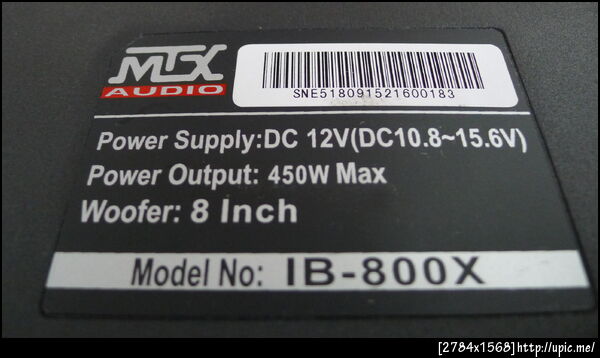 MTX
AUDIO
SNE518091521600183
Power Supply:DC 12V(DC10.8~15.6V)
Power Output: 450W Max
Woofer: 8 Inch
Model No: IB-800X
[2784x1568]http://upic.me/